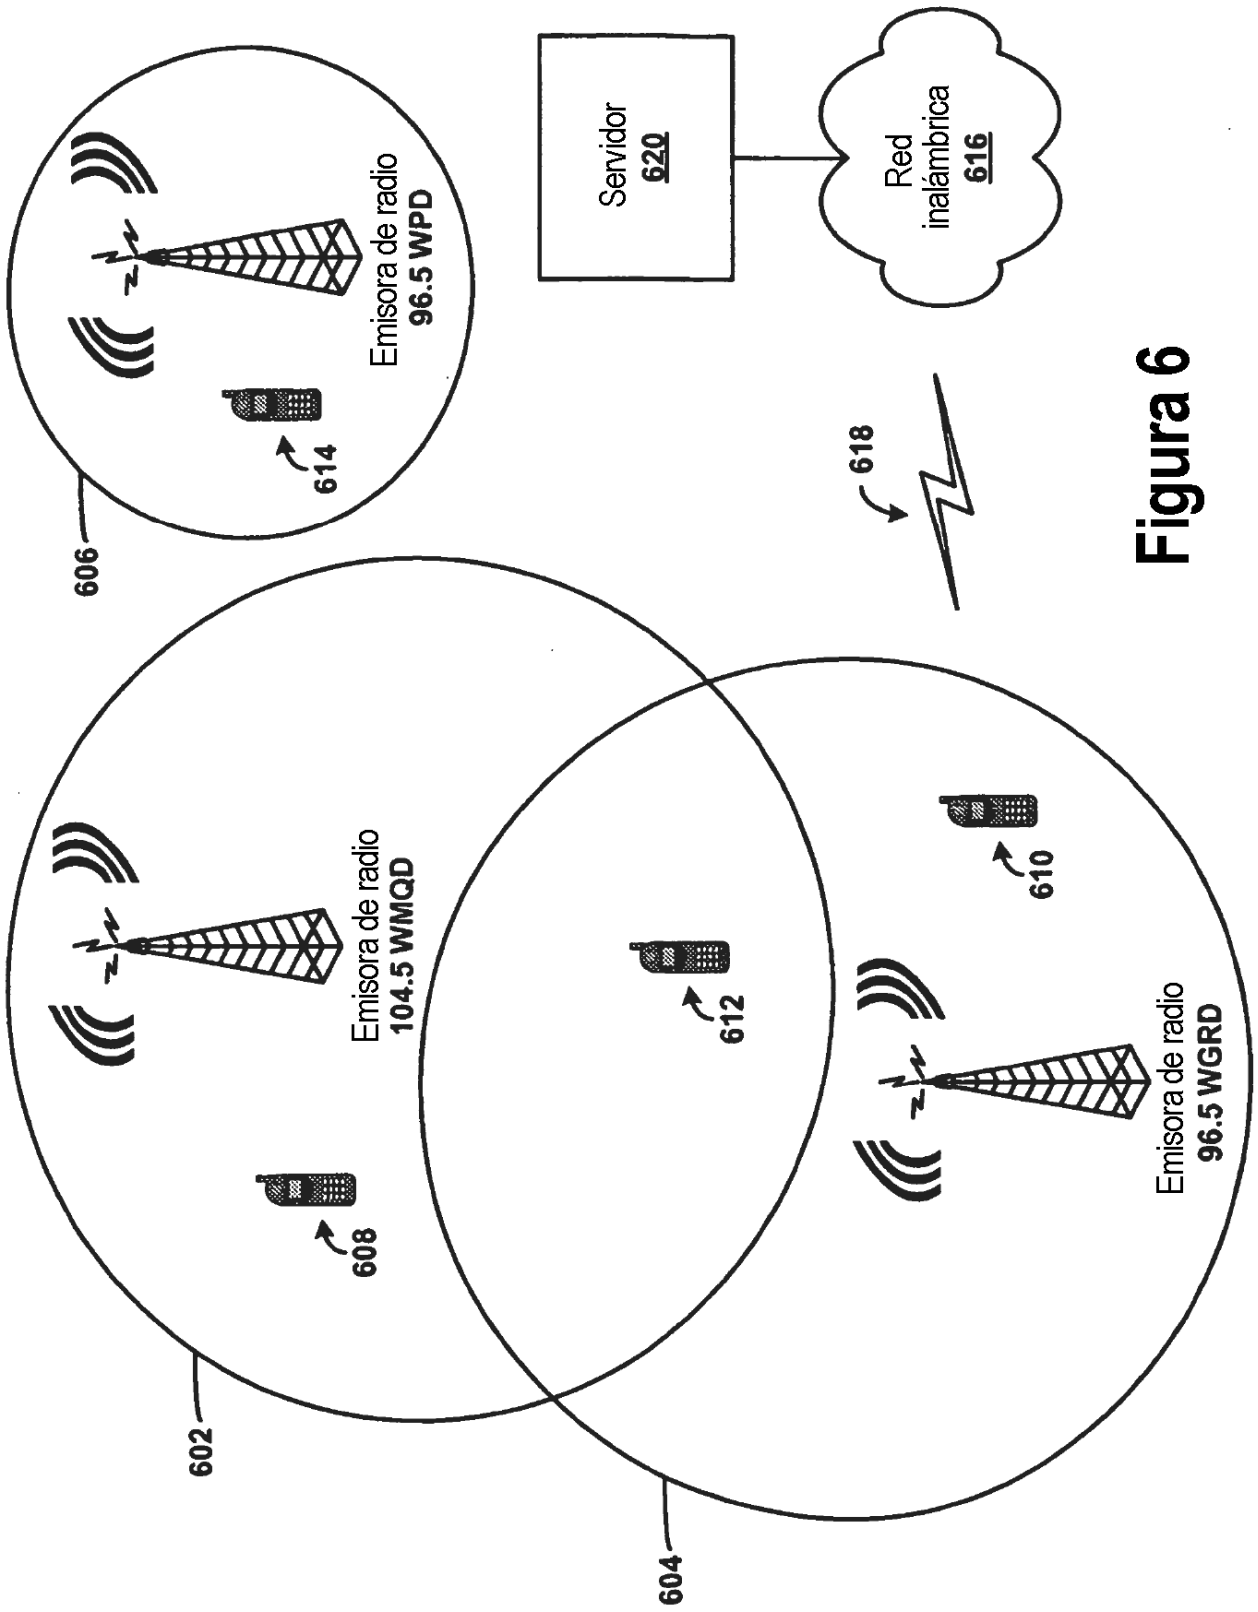 602
608
Emisora de radio
104.5 WMQD
606
614
Emisora de radio
96.5 WPD
604
612
610
Emisora de radio
96.5 WGRD
618
Servidor
620
Red
inalámbrica
616
Figura 6